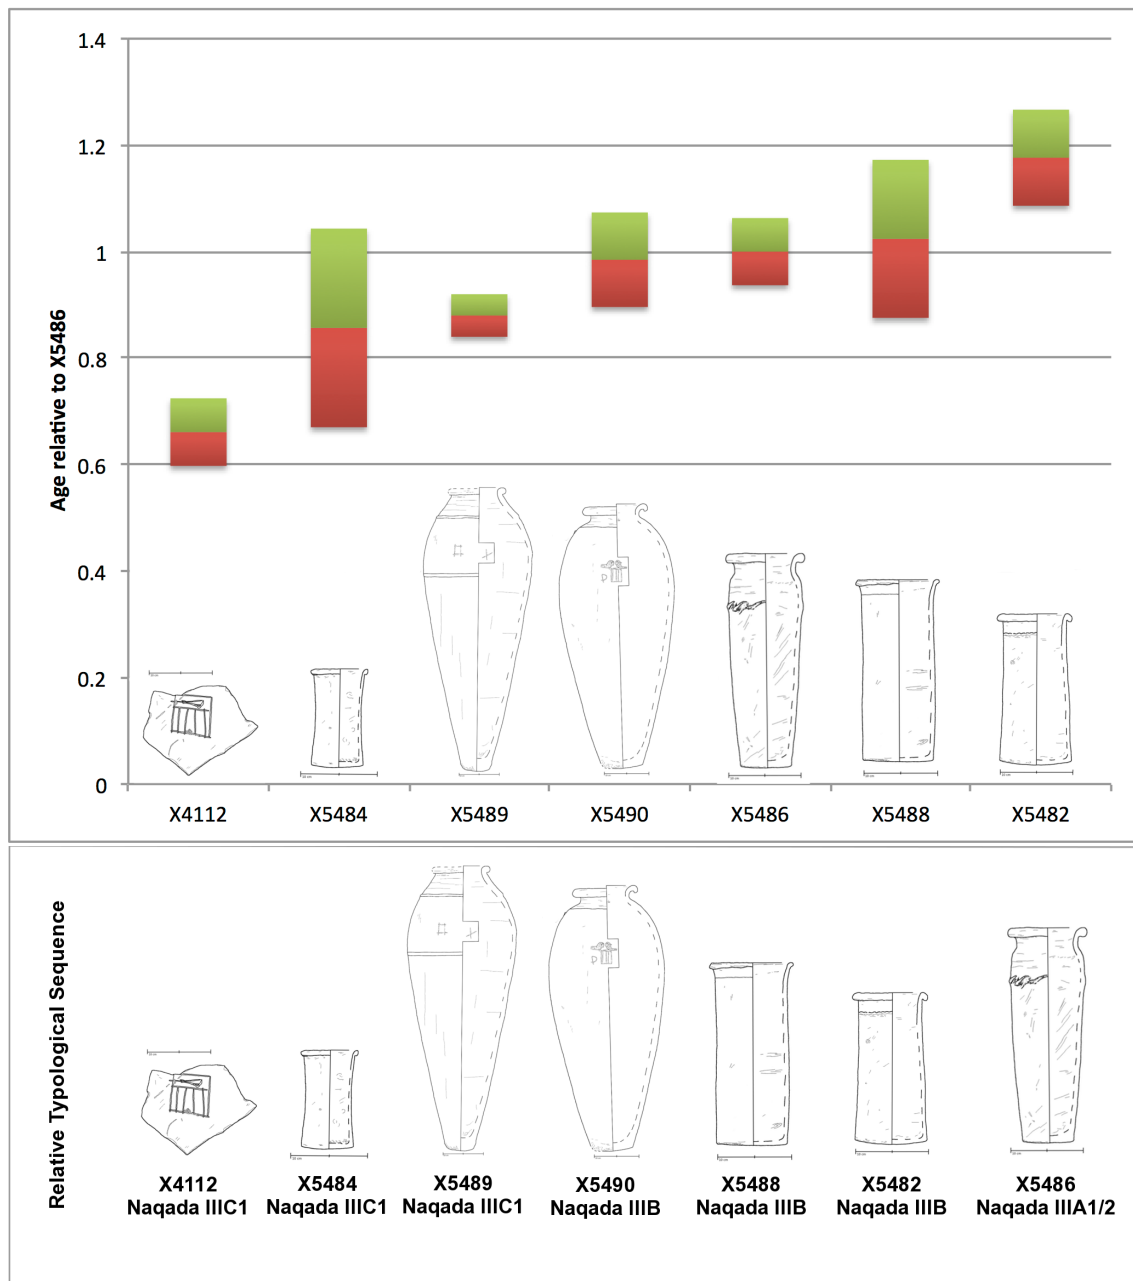 1.4
1.2
1
0.8
0.6
0.4
0.2
0
Age relative to X5486
X4112 X5484 X5489 X5490 X5486 X5488 X5482
Relative Typological Sequence
X4112 X5484 X5489 X5490 X5488 X5482 X5486
Naqada IIIC1 Naqada IIIC1 Naqada IIIC1 Naqada IIIB Naqada IIIB Naqada IIIB Naqada IIIA1/2